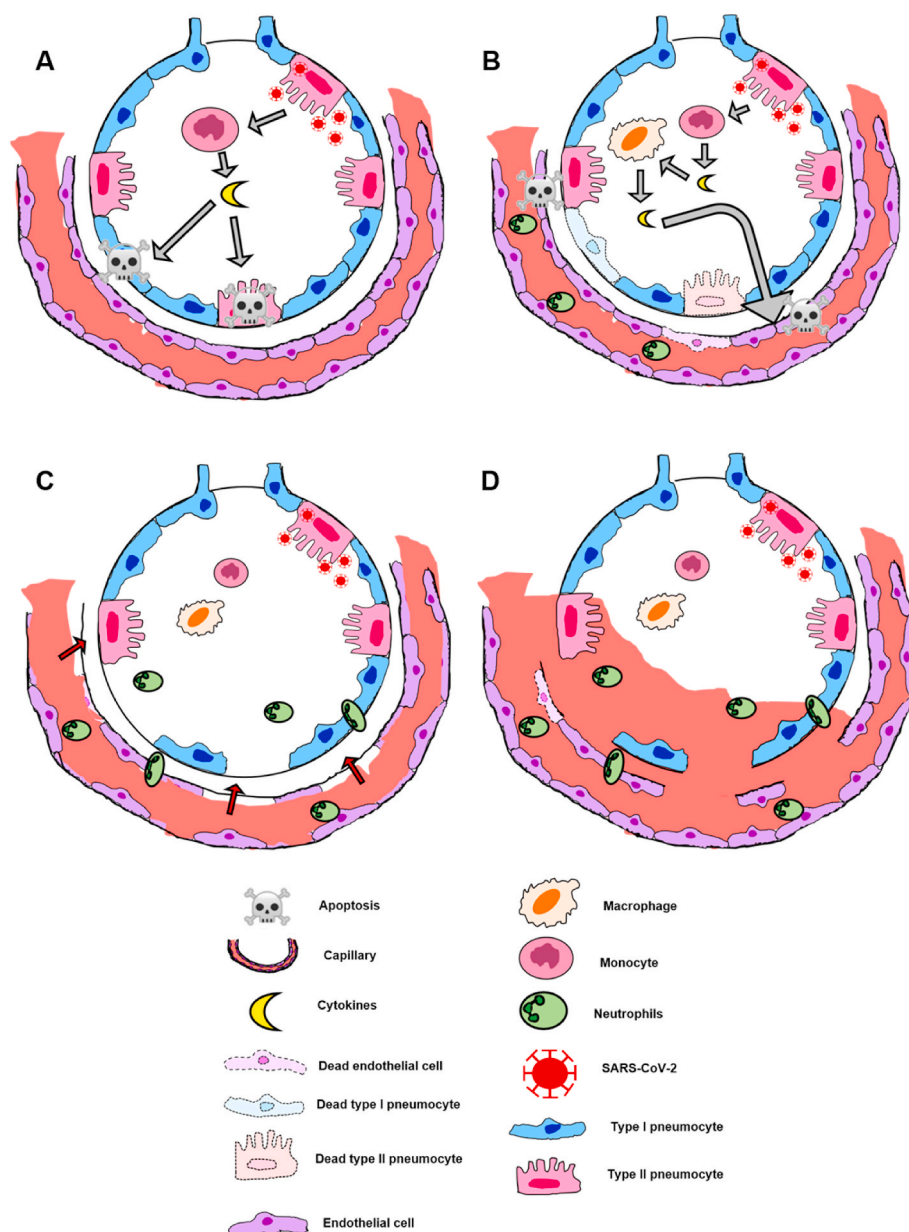 A
B
C
D
Apoptosis
Macrophage
Capillary
Monocyte
Cytokines
Neutrophils
Dead endothelial cell
SARS-CoV-2
Dead type I pneumocyte
Type I pneumocyte
Dead type II pneumocyte
Type II pneumocyte
Endothelial cell